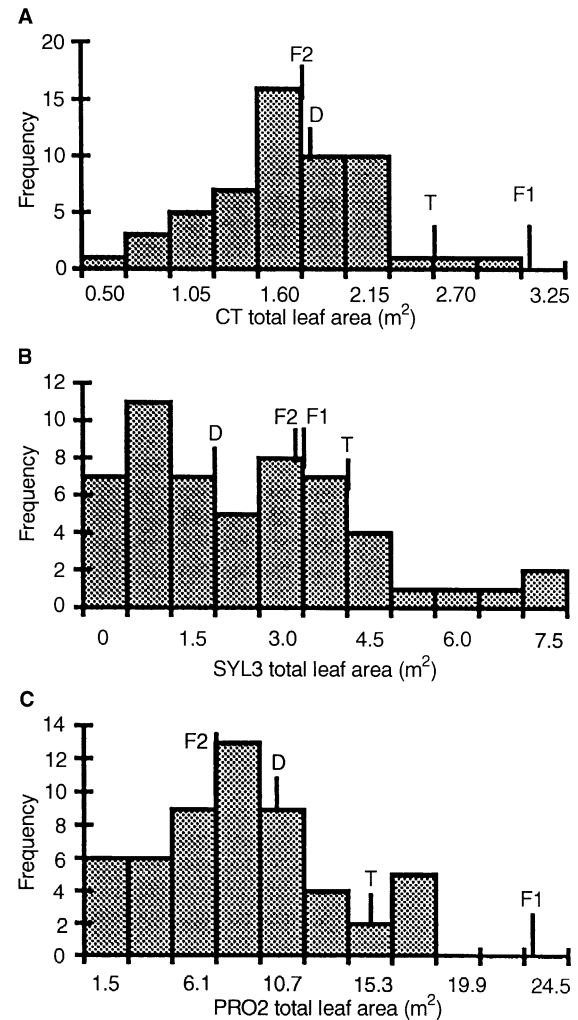 A
20
15
10
5
0
Frequency
F2
D
T
F1
0.50 1.05 1.60 2.15 2.70 3.25
CT total leaf area (m²)
B
12
10
8
6
4
2
0
Frequency
D
F2 F1
T
0 1.5 3.0 4.5 6.0 7.5
SYL3 total leaf area (m²)
C
14
12
10
8
6
4
2
0
Frequency
F2
D
T
F1
1.5 6.1 10.7 15.3 19.9 24.5
PRO2 total leaf area (m²)